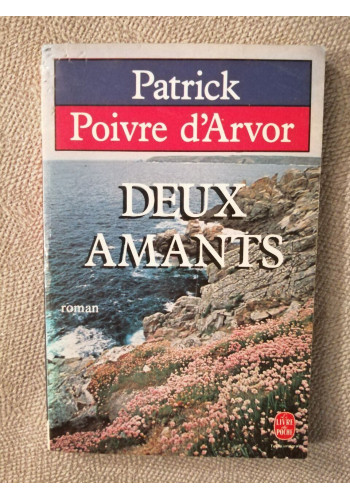 Patrick
Poivre d'Arvor
DEUX
AMANTS
roman
LE
LIVRE
DE
POCHE